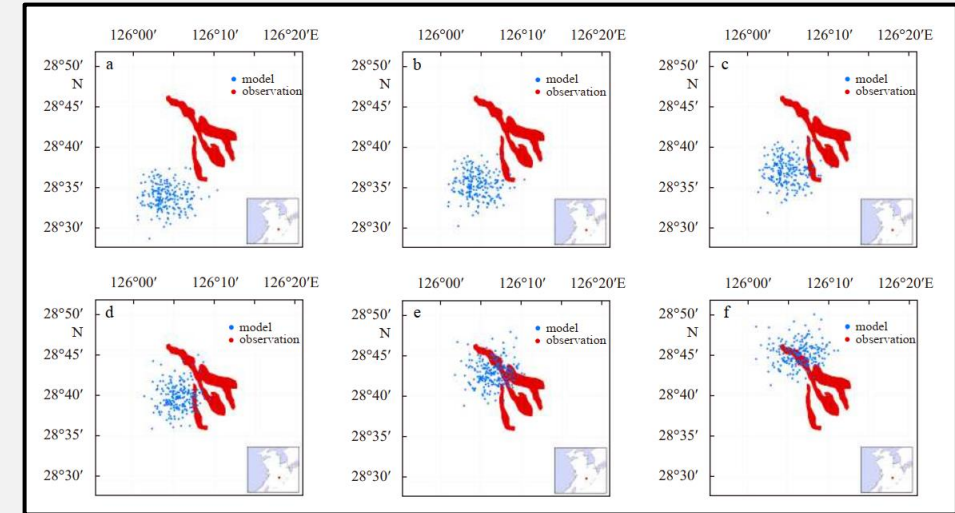 126°00′ 126°10′ 126°20′E 126°00′ 126°10′ 126°20′E 126°00′ 126°10′ 126°20′E
28°50′ a 28°50′ b 28°50′ c
N model N model N model
28°45′ observation 28°45′ observation 28°45′ observation
28°40′ 28°40′ 28°40′
28°35′ 28°35′ 28°35′
28°30′ 28°30′ 28°30′
126°00′ 126°10′ 126°20′E 126°00′ 126°10′ 126°20′E 126°00′ 126°10′ 126°20′E
28°50′ d 28°50′ e 28°50′ f
N model N model N model
28°45′ observation 28°45′ observation 28°45′ observation
28°40′ 28°40′ 28°40′
28°35′ 28°35′ 28°35′
28°30′ 28°30′ 28°30′